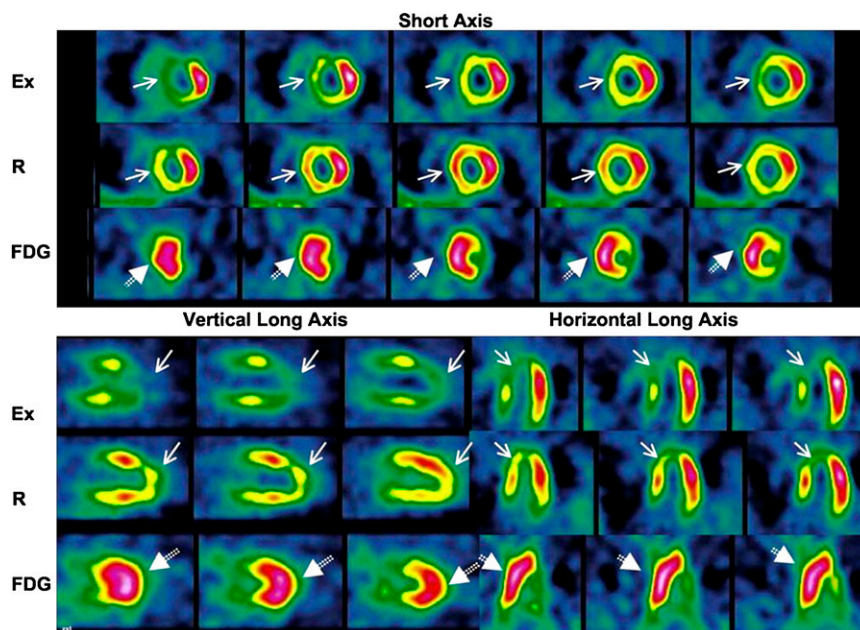 Short Axis
Ex
R
FDG
Vertical Long Axis Horizontal Long Axis
Ex
R
FDG